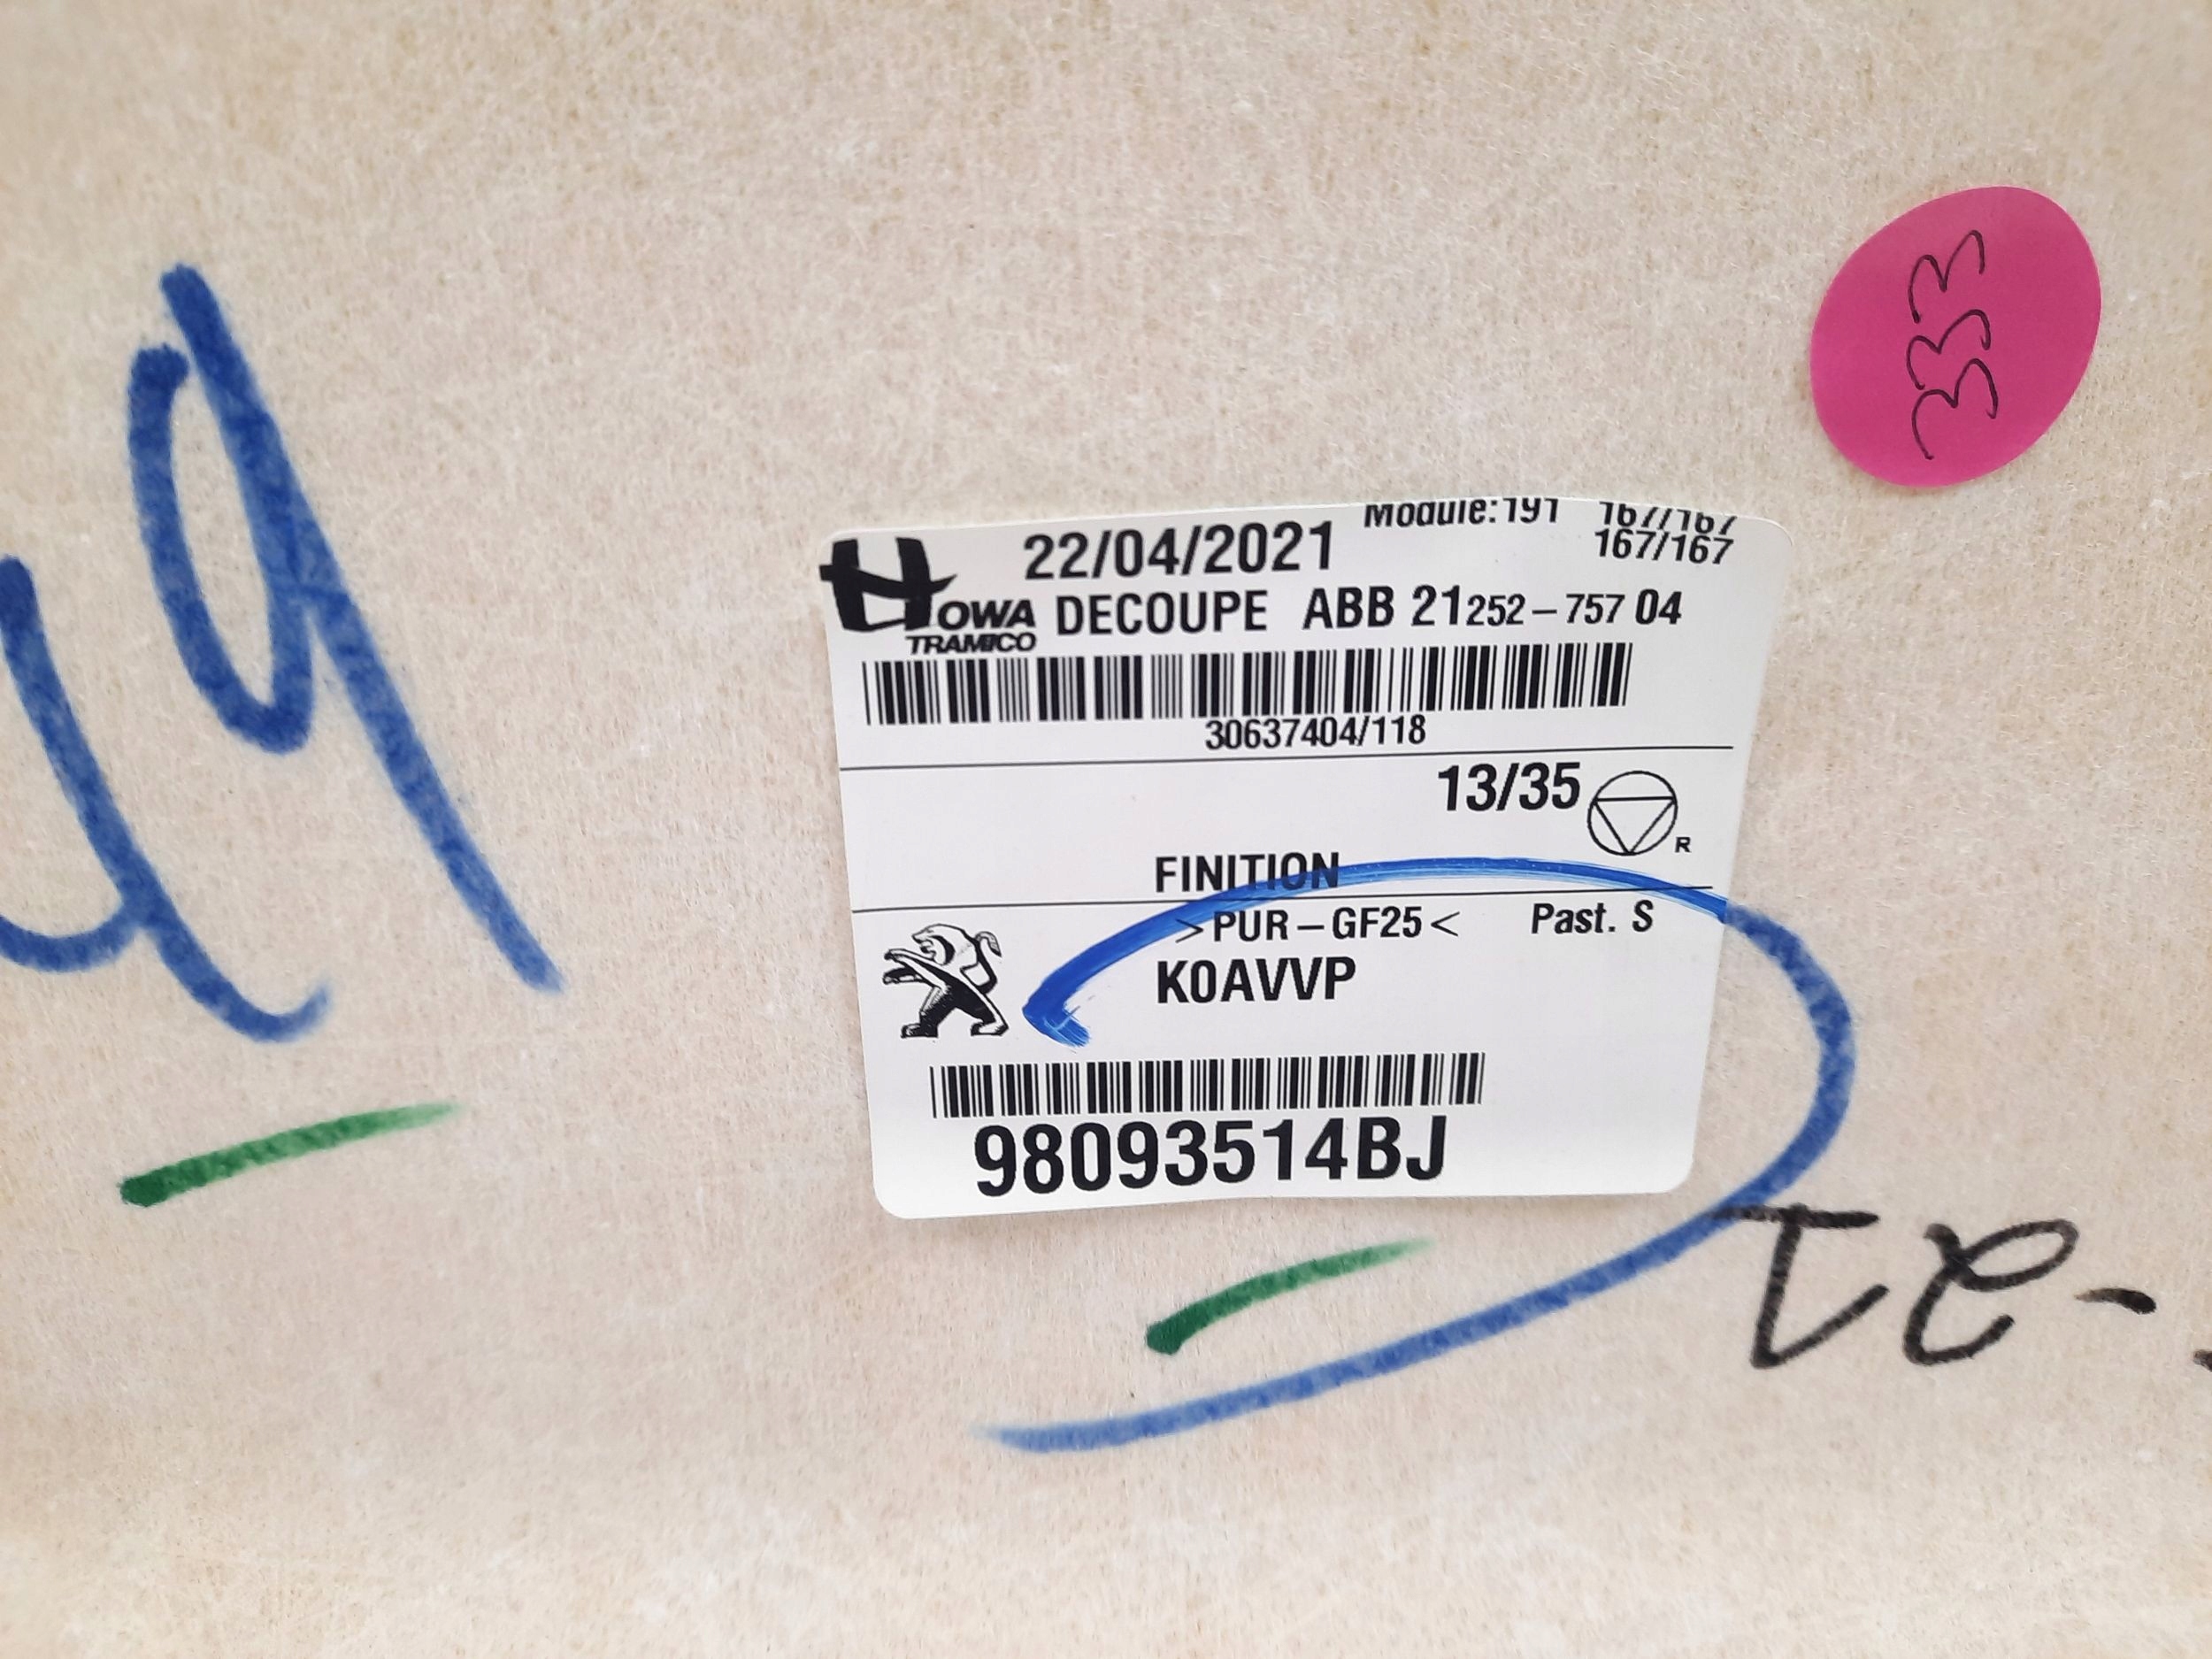 333
Module:191 167/167
22/04/2021 167/167
HOWA
TRAMICO
DECOUPE ABB 21252-757 04
30637404/118
13/35
R
FINITION
>PUR-GF25< Past. S
K0AVVP
98093514BJ